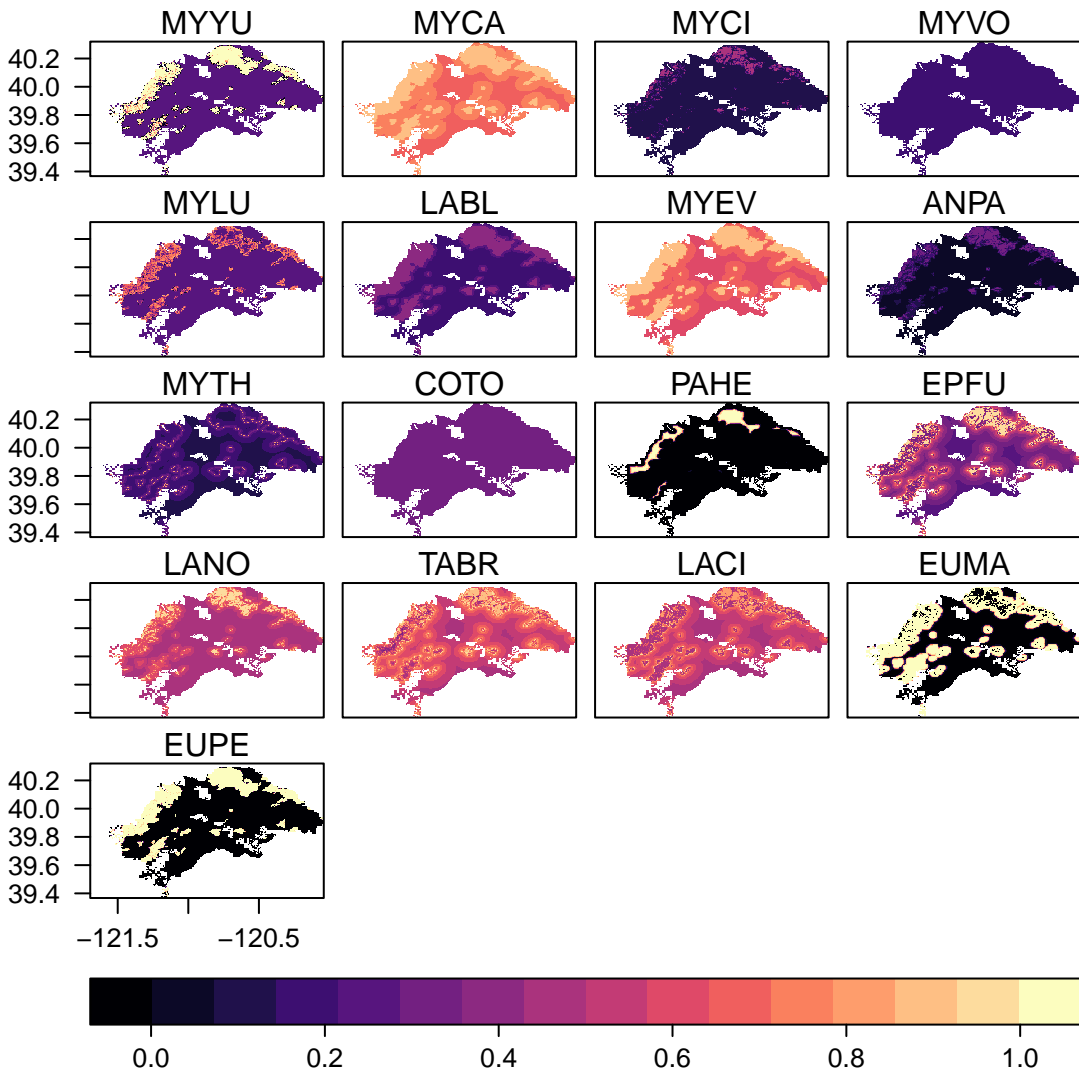 MYYU MYCA MYCI MYVO
40.2
40.0
39.8
39.6
39.4
MYLU LABL MYEV ANPA
MYTH COTO PAHE EPFU
40.2
40.0
39.8
39.6
39.4
LANO TABR LACI EUMA
EUPE
40.2
40.0
39.8
39.6
39.4
−121.5 −120.5
0.0 0.2 0.4 0.6 0.8 1.0